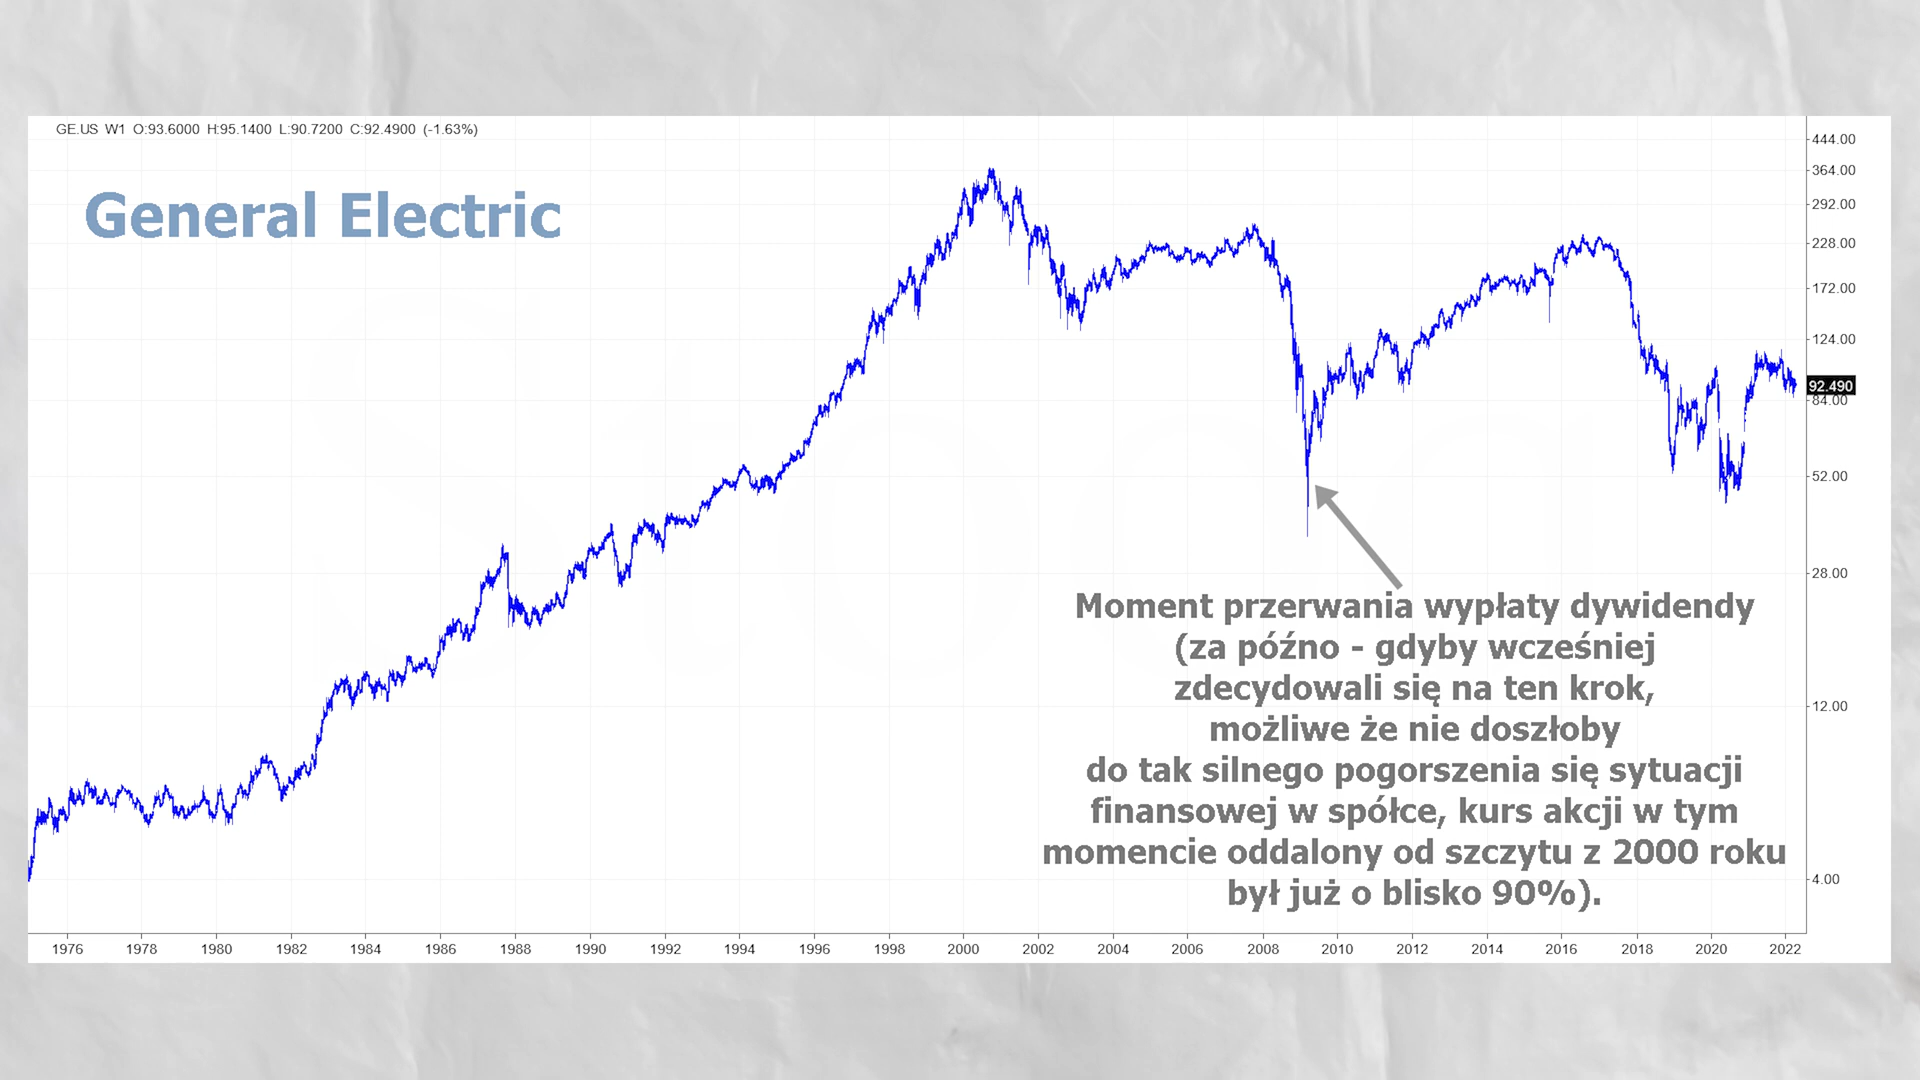 GE.US W1 O:93.6000 H:95.1400 L:90.7200 C:92.4900 (-1.63%)
General Electric
444.00
364.00
292.00
228.00
172.00
124.00
92.490
84.00
52.00
28.00
12.00
4.00
Moment przerwania wypłaty dywidendy
(za późno - gdyby wcześniej
zdecydowali się na ten krok,
możliwe że nie doszłoby
do tak silnego pogorszenia się sytuacji
finansowej w spółce, kurs akcji w tym
momencie oddalony od szczytu z 2000 roku
był już o blisko 90%).
1976 1978 1980 1982 1984 1986 1988 1990 1992 1994 1996 1998 2000 2002 2004 2006 2008 2010 2012 2014 2016 2018 2020 2022